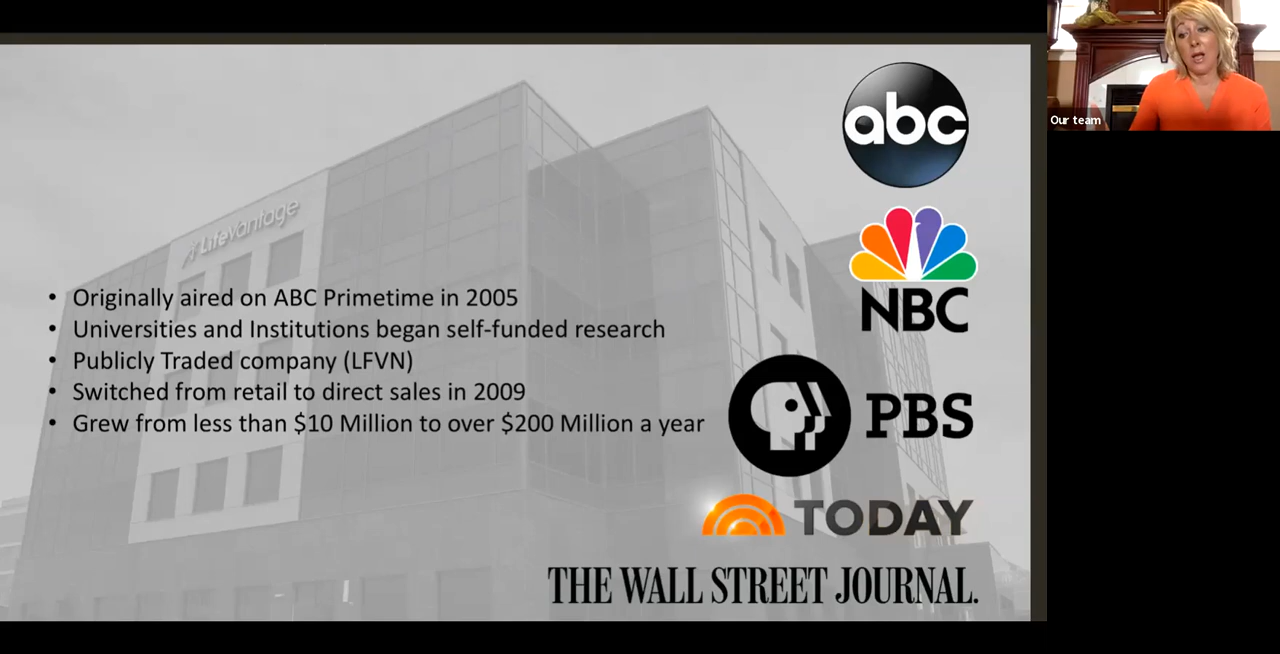 abc
Our team
LifeVantage
NBC
• Originally aired on ABC Primetime in 2005
• Universities and Institutions began self-funded research
• Publicly Traded company (LFVN)
• Switched from retail to direct sales in 2009
• Grew from less than $10 Million to over $200 Million a year
PBS
TODAY
THE WALL STREET JOURNAL.